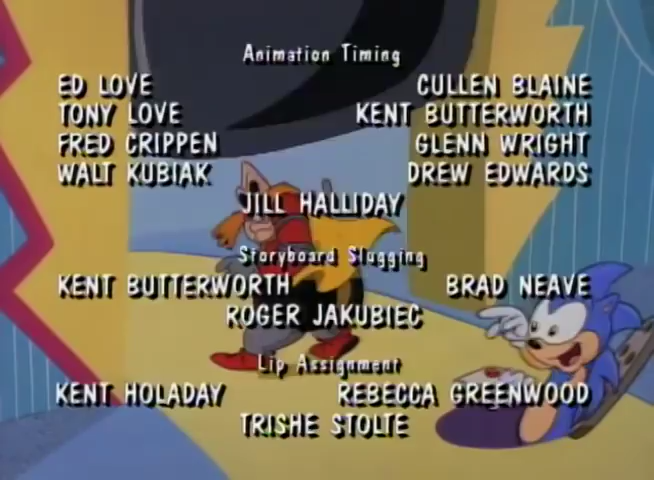 Animation Timing
ED LOVE CULLEN BLAINE
TONY LOVE KENT BUTTERWORTH
FRED CRIPPEN GLENN WRIGHT
WALT KUBIAK DREW EDWARDS
JILL HALLIDAY
Storyboard Slugging
KENT BUTTERWORTH BRAD NEAVE
ROGER JAKUBIEC
Lip Assignment
KENT HOLADAY REBECCA GREENWOOD
TRISHE STOLTE